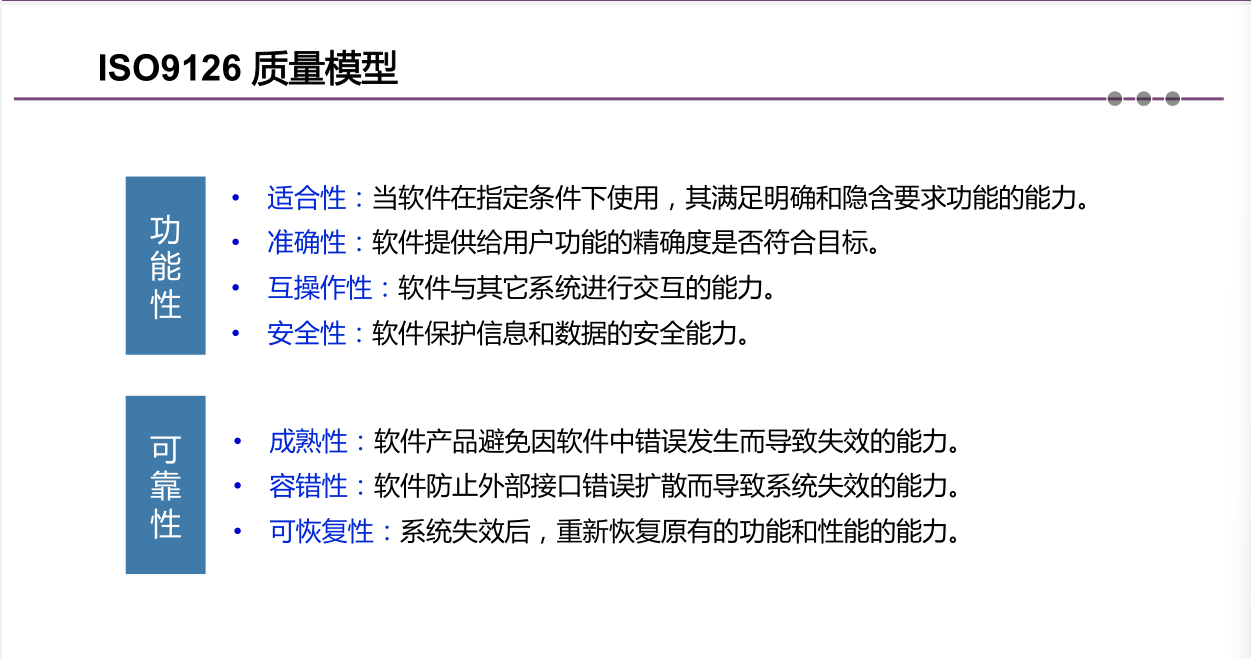 ISO9126 质量模型
功能性
• 适合性：当软件在指定条件下使用，其满足明确和隐含要求功能的能力。
• 准确性：软件提供给用户功能的精确度是否符合目标。
• 互操作性：软件与其它系统进行交互的能力。
• 安全性：软件保护信息和数据的安全能力。
可靠性
• 成熟性：软件产品避免因软件中错误发生而导致失效的能力。
• 容错性：软件防止外部接口错误扩散而导致系统失效的能力。
• 可恢复性：系统失效后，重新恢复原有的功能和性能的能力。